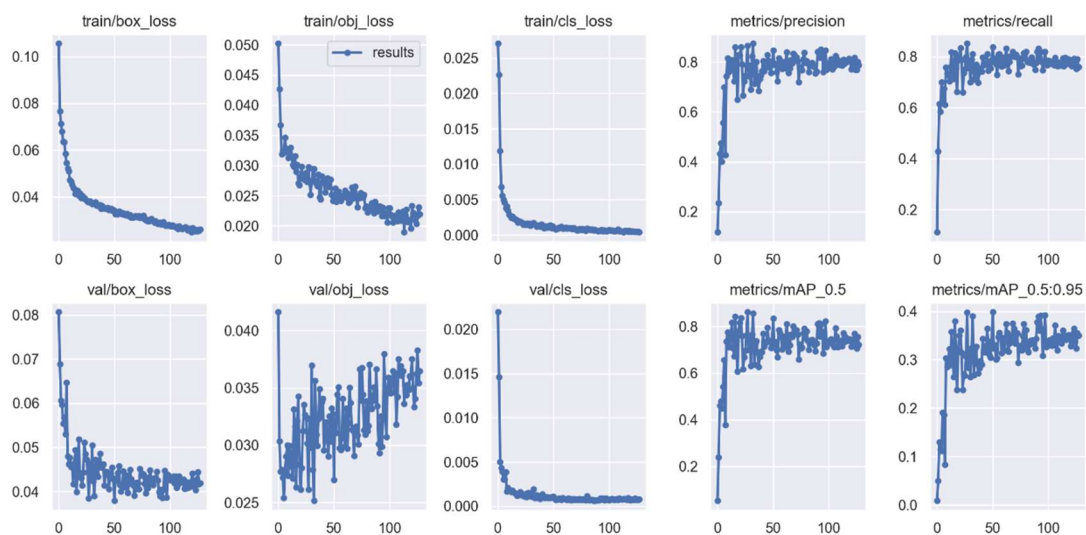 train/box_loss
train/obj_loss
train/cls_loss
metrics/precision
metrics/recall
0.10
0.08
0.06
0.04
0 50 100
0.050
0.045
0.040
0.035
0.030
0.025
0.020
results
0 50 100
0.025
0.020
0.015
0.010
0.005
0.000
0 50 100
0.8
0.6
0.4
0.2
0 50 100
0.8
0.6
0.4
0.2
0 50 100
val/box_loss
val/obj_loss
val/cls_loss
metrics/mAP_0.5
metrics/mAP_0.5:0.95
0.08
0.07
0.06
0.05
0.04
0 50 100
0.040
0.035
0.030
0.025
0 50 100
0.020
0.015
0.010
0.005
0.000
0 50 100
0.8
0.6
0.4
0.2
0 50 100
0.4
0.3
0.2
0.1
0.0
0 50 100